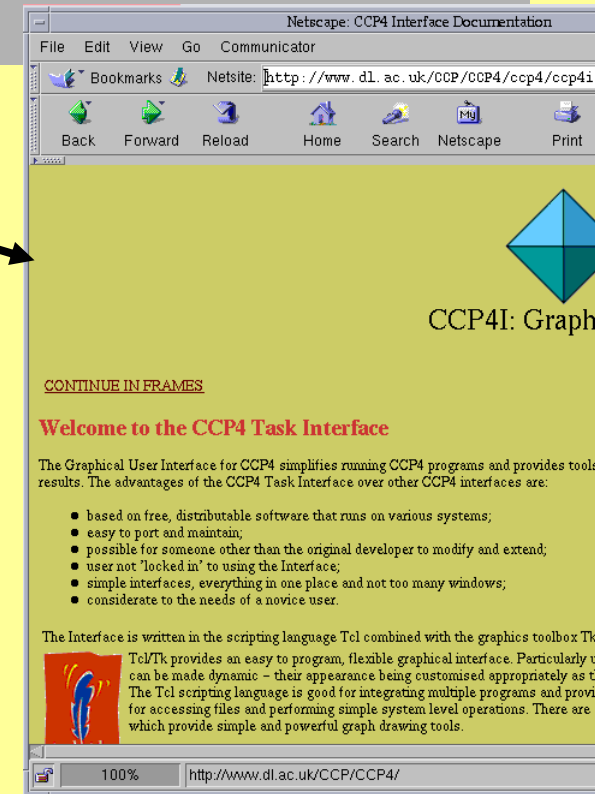 Netscape: CCP4 Interface Documentation
File Edit View Go Communicator
Bookmarks Netsite: http://www.dl.ac.uk/CCP/CCP4/ccp4/ccp4i
My
Back Forward Reload Home Search Netscape Print
CCP4I: Graph
CONTINUE IN FRAMES
Welcome to the CCP4 Task Interface
The Graphical User Interface for CCP4 simplifies running CCP4 programs and provides tools
results. The advantages of the CCP4 Task Interface over other CCP4 interfaces are:
based on free, distributable software that runs on various systems;
easy to port and maintain;
possible for someone other than the original developer to modify and extend;
user not 'locked in' to using the Interface;
simple interfaces, everything in one place and not too many windows;
considerate to the needs of a novice user.
The Interface is written in the scripting language Tcl combined with the graphics toolbox Tk
Tcl/Tk provides an easy to program, flexible graphical interface. Particularly u
can be made dynamic - their appearance being customised appropriately as th
The Tcl scripting language is good for integrating multiple programs and provi
for accessing files and performing simple system level operations. There are
which provide simple and powerful graph drawing tools.
100% http://www.dl.ac.uk/CCP/CCP4/